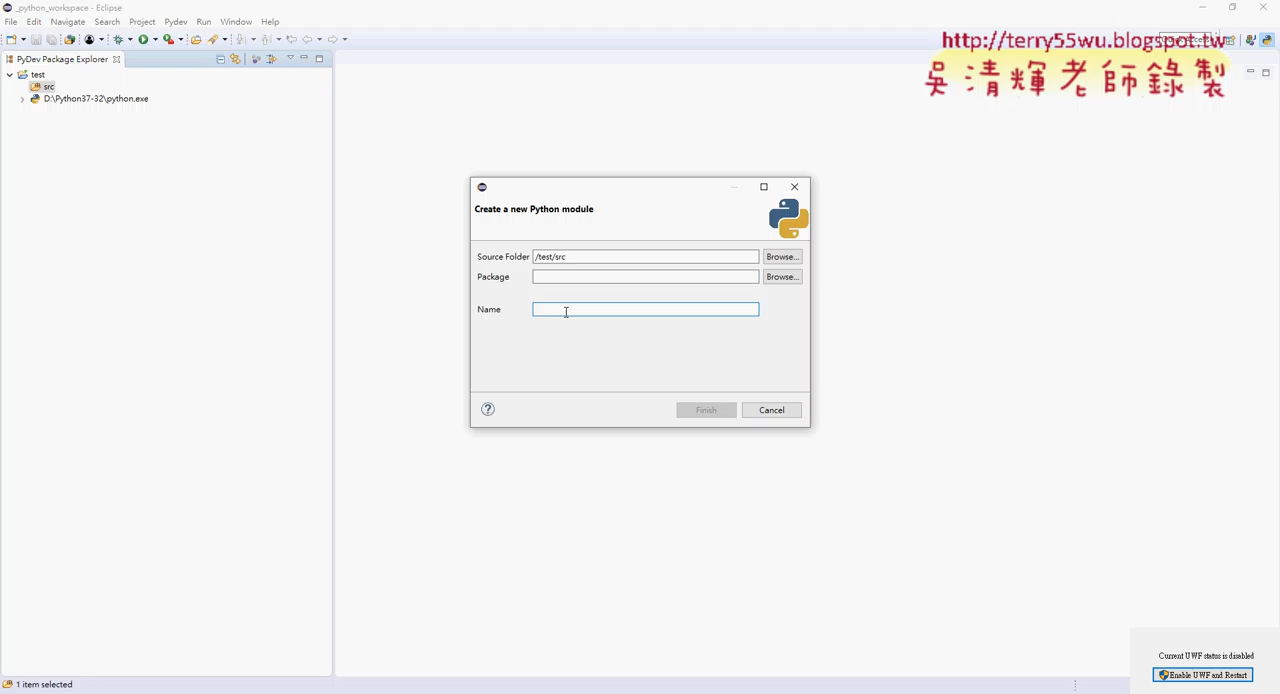 _python_workspace - Eclipse
File Edit Navigate Search Project Pydev Run Window Help
http://terry55wu.blogspot.tw
吳清輝老師錄製
PyDev Package Explorer
test
src
D:\Python37-32\python.exe
Create a new Python module
Source Folder /test/src Browse...
Package Browse...
Name
Finish Cancel
Current UWF status is disabled
Enable UWF and Restart
1 item selected